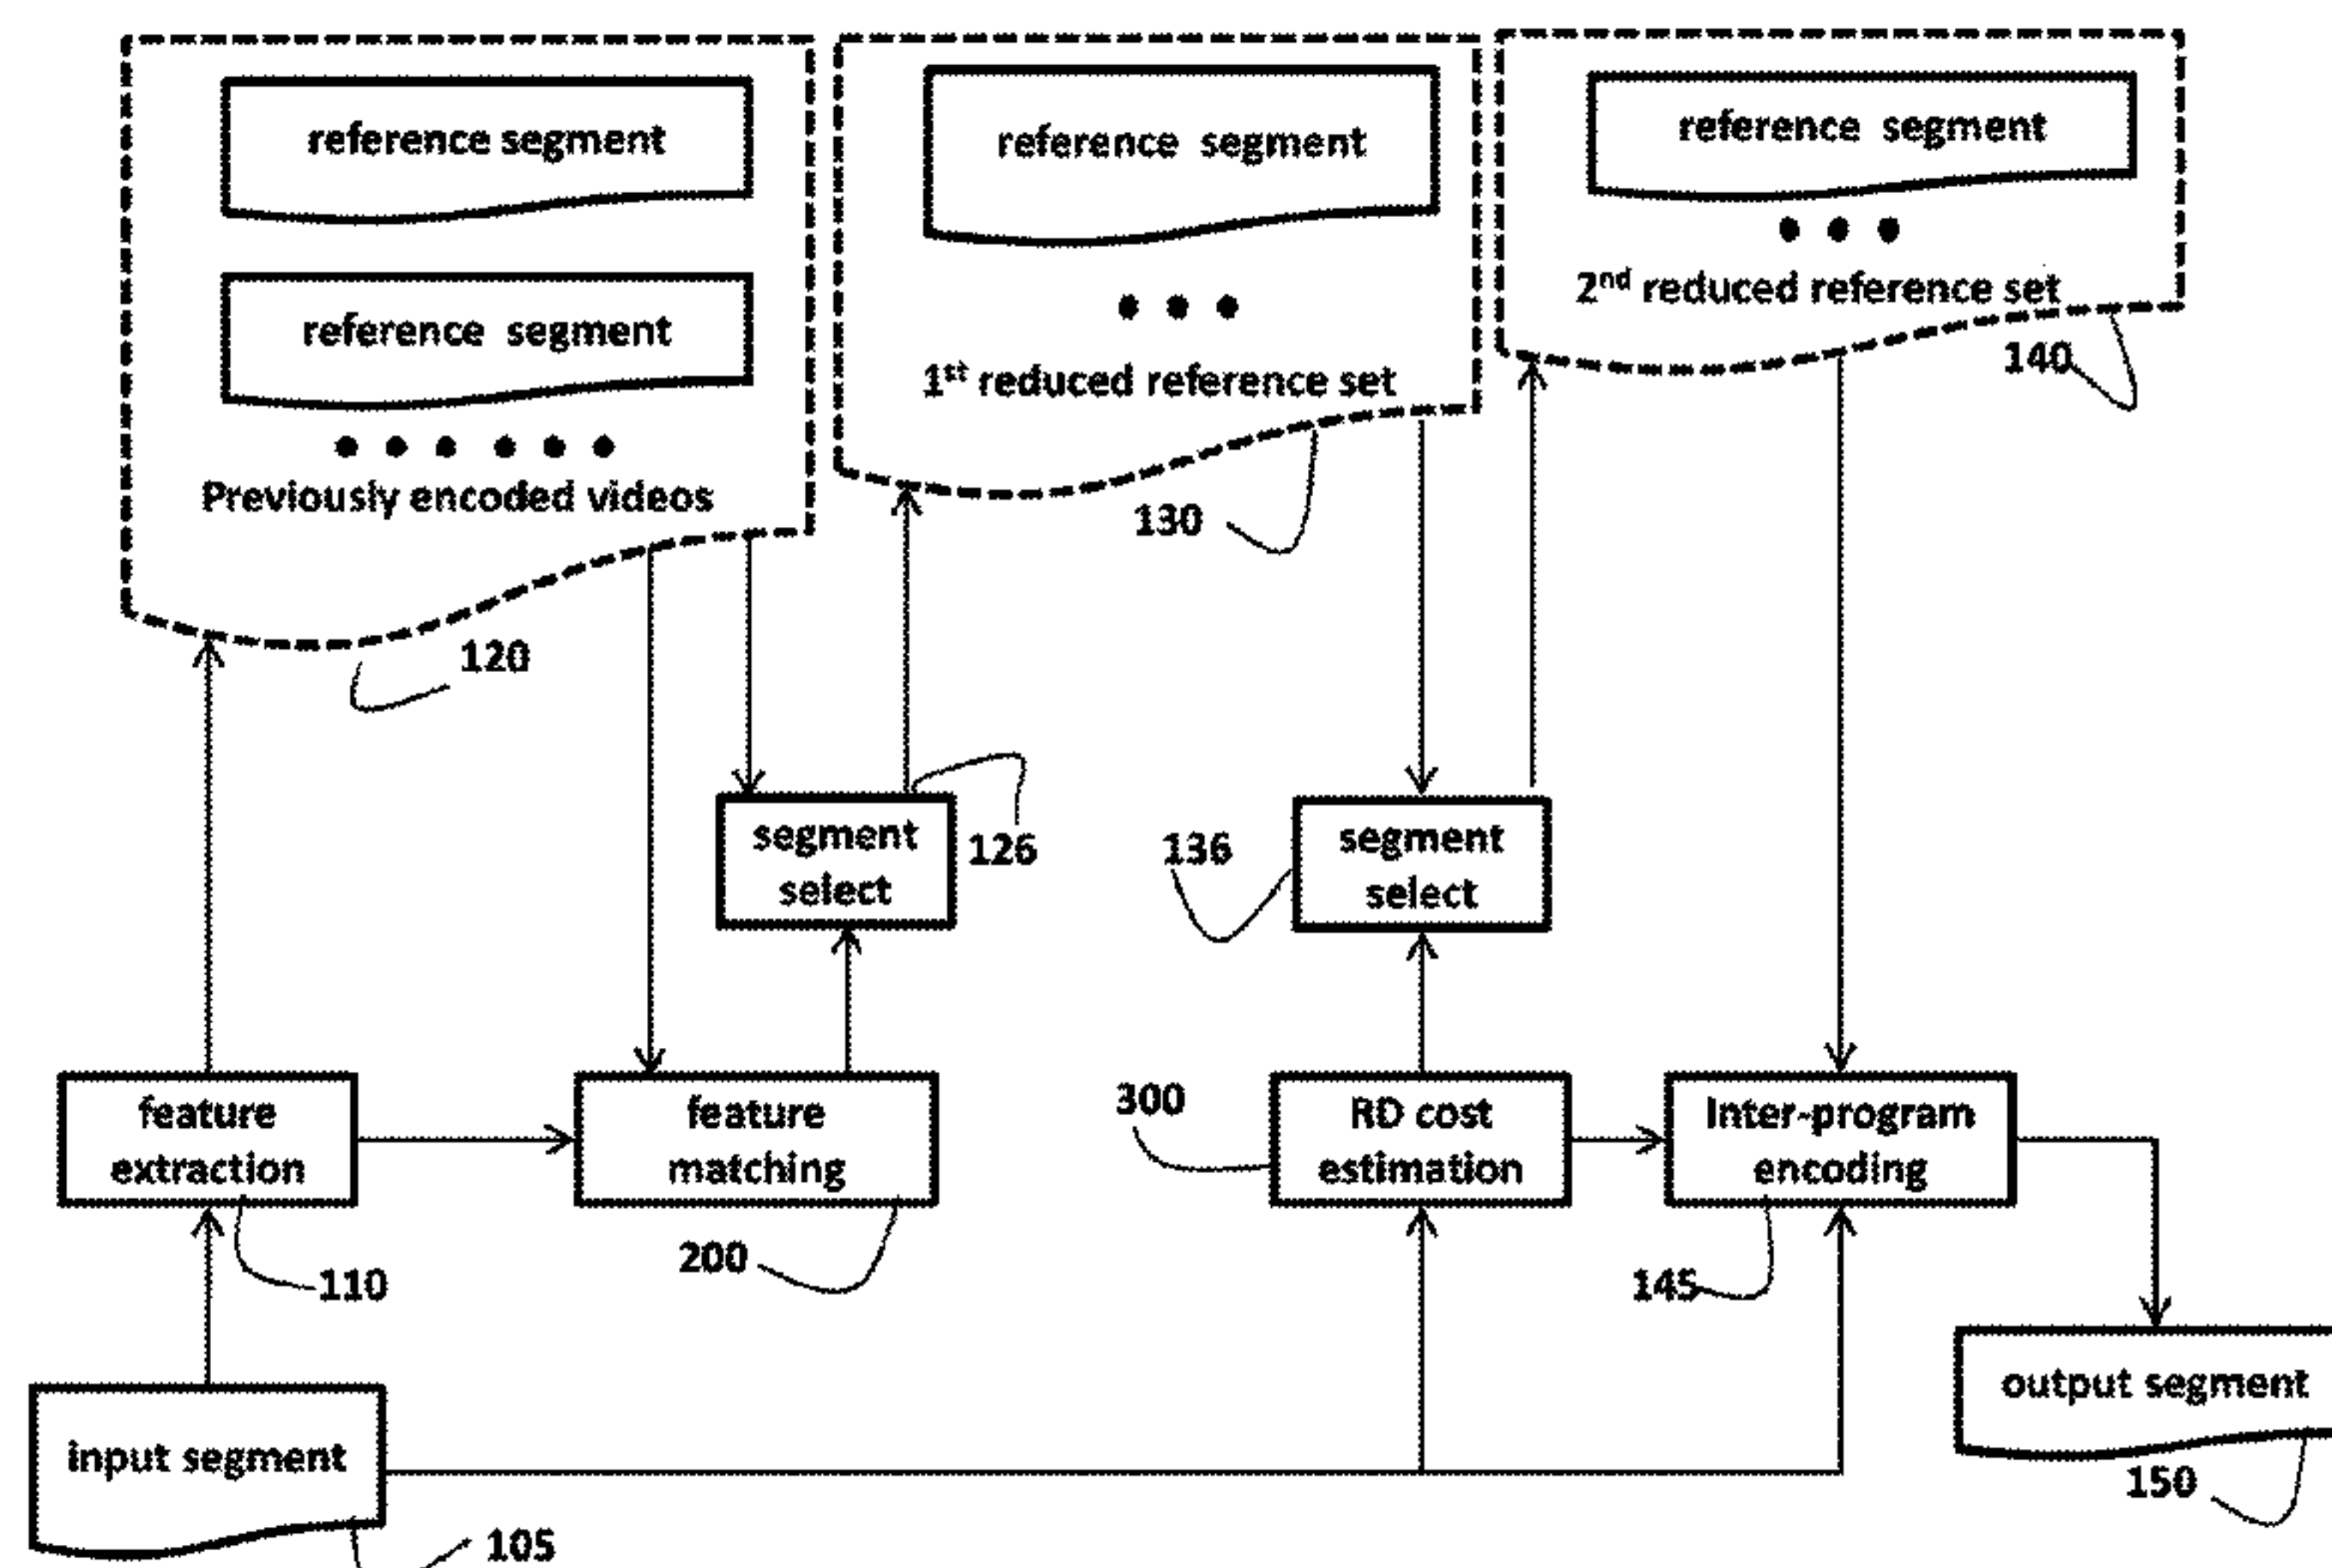 reference segment
reference segment
Previously encoded videos
120
reference segment
1st reduced reference set
130
reference segment
2nd reduced reference set
140
segment
select
126
136
segment
select
feature
extraction
110
feature
matching
200
300
RD cost
estimation
Inter-program
encoding
145
input segment
105
output segment
150